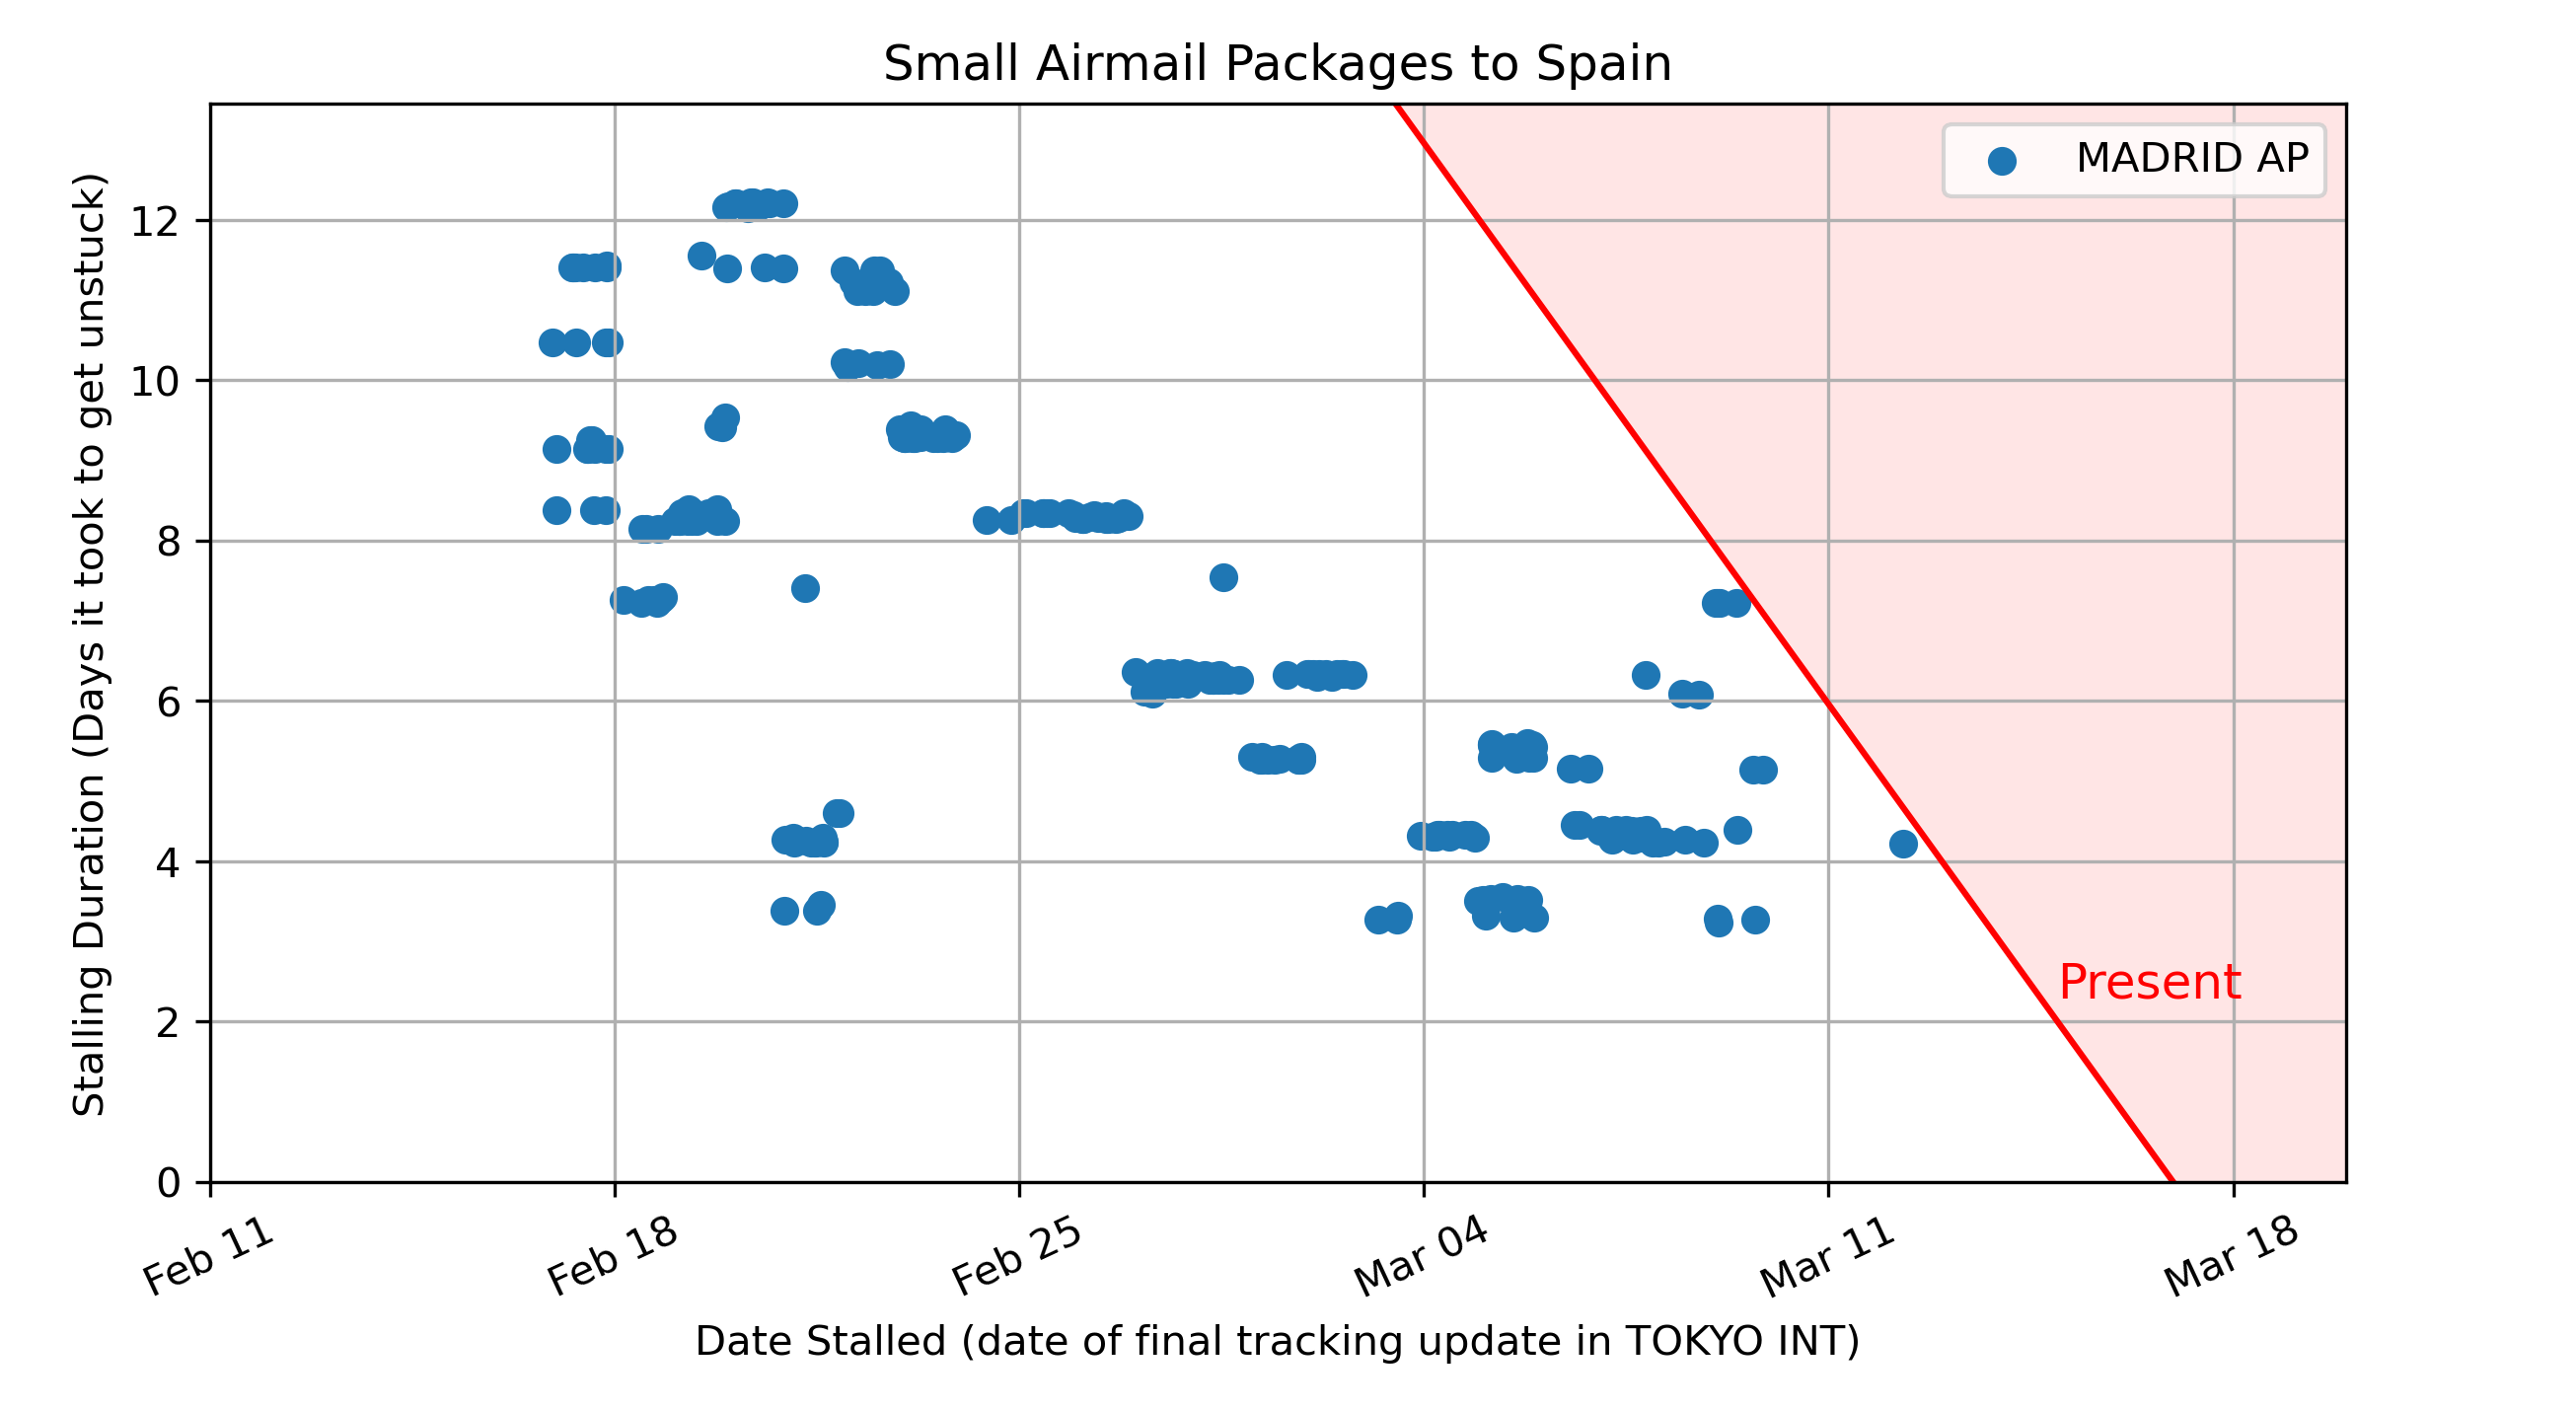 Small Airmail Packages to Spain
MADRID AP
Stalling Duration (Days it took to get unstuck)
12
10
8
6
4
2
0
Present
Feb 11
Feb 18
Feb 25
Mar 04
Mar 11
Mar 18
Date Stalled (date of final tracking update in TOKYO INT)